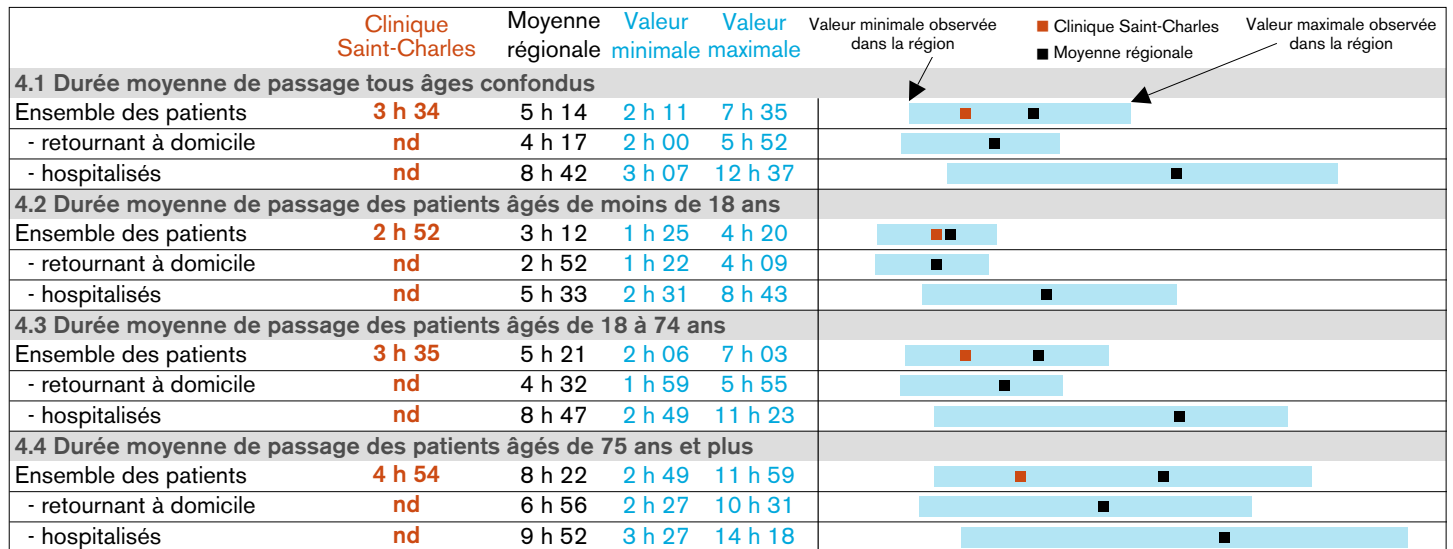 Clinique Saint-Charles Moyenne régionale Valeur minimale Valeur maximale Valeur minimale observée dans la région ■ Clinique Saint-Charles ■ Moyenne régionale Valeur maximale observée dans la région
4.1 Durée moyenne de passage tous âges confondus
Ensemble des patients 3 h 34 5 h 14 2 h 11 7 h 35
- retournant à domicile nd 4 h 17 2 h 00 5 h 52
- hospitalisés nd 8 h 42 3 h 07 12 h 37
4.2 Durée moyenne de passage des patients âgés de moins de 18 ans
Ensemble des patients 2 h 52 3 h 12 1 h 25 4 h 20
- retournant à domicile nd 2 h 52 1 h 22 4 h 09
- hospitalisés nd 5 h 33 2 h 31 8 h 43
4.3 Durée moyenne de passage des patients âgés de 18 à 74 ans
Ensemble des patients 3 h 35 5 h 21 2 h 06 7 h 03
- retournant à domicile nd 4 h 32 1 h 59 5 h 55
- hospitalisés nd 8 h 47 2 h 49 11 h 23
4.4 Durée moyenne de passage des patients âgés de 75 ans et plus
Ensemble des patients 4 h 54 8 h 22 2 h 49 11 h 59
- retournant à domicile nd 6 h 56 2 h 27 10 h 31
- hospitalisés nd 9 h 52 3 h 27 14 h 18